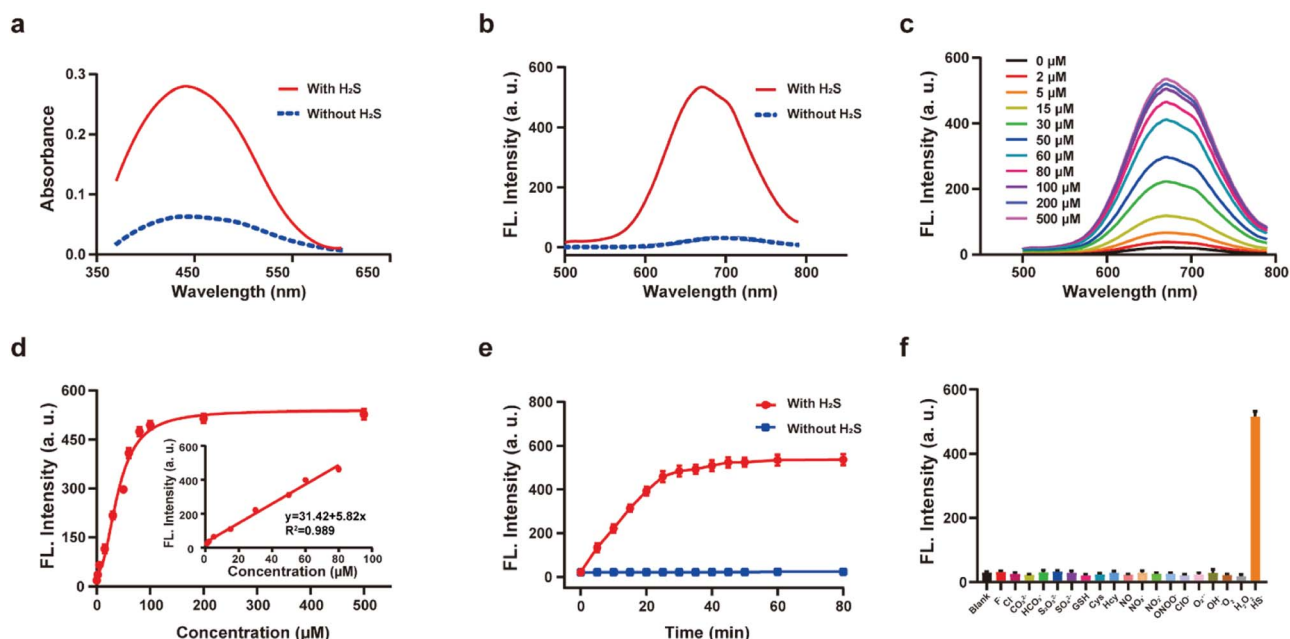 a
b
c
Absorbance
0.3
0.2
0.1
0.0
350
450
550
650
Wavelength (nm)
With H₂S
Without H₂S
FL. Intensity (a. u.)
600
400
200
0
500
600
700
800
Wavelength (nm)
With H₂S
Without H₂S
FL. Intensity (a. u.)
600
400
200
0
500
600
700
800
Wavelength (nm)
0 μM
2 μM
5 μM
15 μM
30 μM
50 μM
60 μM
80 μM
100 μM
200 μM
500 μM
d
e
f
FL. Intensity (a. u.)
600
450
300
150
0
0
100
200
300
400
500
Concentration (μM)
FL. Intensity (a. u.)
600
400
200
0
0
20
40
60
80
100
Concentration (μM)
y=31.42+5.82x
R²=0.989
FL. Intensity (a. u.)
800
600
400
200
0
0
20
40
60
80
Time (min)
With H₂S
Without H₂S
FL. Intensity (a. u.)
600
400
200
0
Blank
F⁻
Cl⁻
CO₃²⁻
HCO₃⁻
S₂O₃²⁻
SO₃²⁻
GSH
Cys
Hcy
NO
NO₃⁻
NO₂⁻
ONOO⁻
ClO⁻
O₂·⁻
OH⁻
H₂O₂
HS⁻